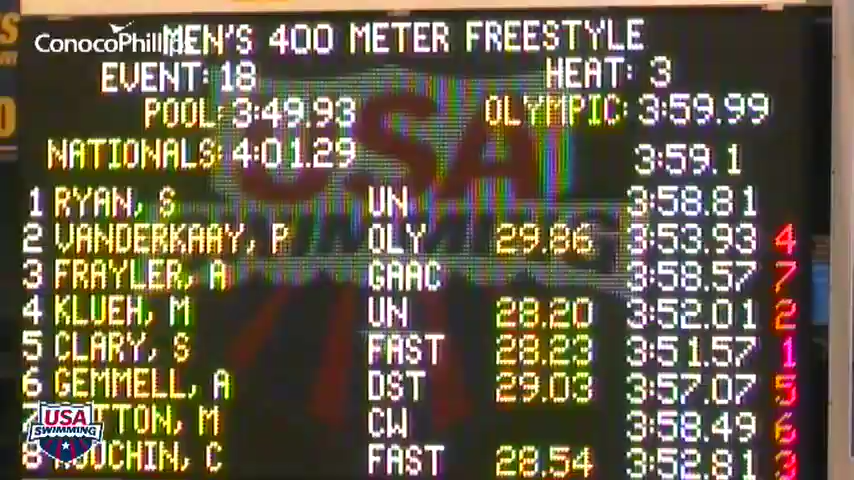 ConocoPhillips
MEN'S 400 METER FREESTYLE
EVENT: 18 HEAT: 3
POOL: 3:49.93 OLYMPIC: 3:59.99
NATIONALS: 4:01.29 3:59.1
1 RYAN, S UN 3:58.81
2 VANDERKAAY, P OLY 29.86 3:53.93 4
3 FRAYLER, A GAAC 3:58.57 7
4 KLUEH, M UN 28.20 3:52.01 2
5 CLARY, S FAST 28.23 3:51.57 1
6 GEMMELL, A DST 29.03 3:57.07 5
M CW 3:58.49 6
8 C FAST 28.54 3:52.81 3
USA
SWIMMING
USA
SWIMMING